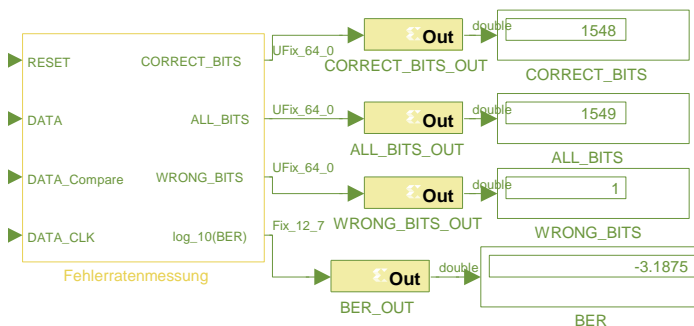 RESET
DATA
DATA_Compare
DATA_CLK
CORRECT_BITS
ALL_BITS
WRONG_BITS
log_10(BER)
Fehlerratenmessung
UFix_64_0
Out
CORRECT_BITS_OUT
double
1548
CORRECT_BITS
UFix_64_0
Out
ALL_BITS_OUT
double
1549
ALL_BITS
UFix_64_0
Out
WRONG_BITS_OUT
double
1
WRONG_BITS
Fix_12_7
Out
BER_OUT
double
-3.1875
BER